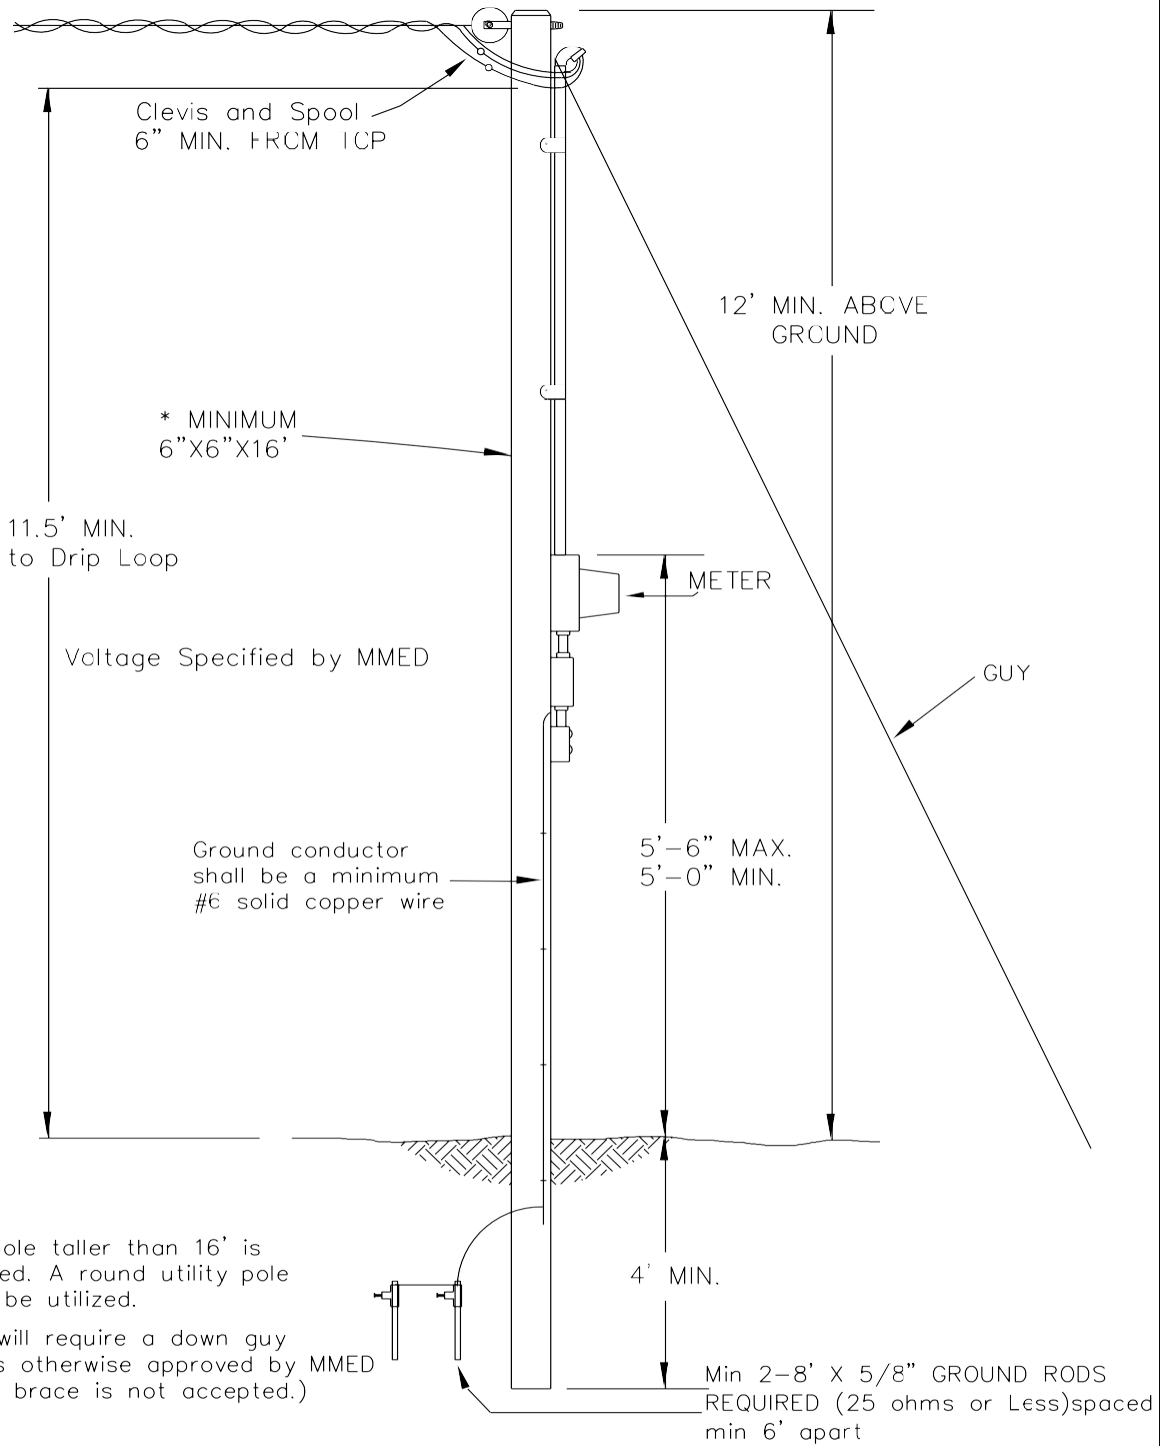 Clevis and Spool
6" MIN. FROM TOP
12' MIN. ABOVE
GROUND
* MINIMUM
6"X6"X16'
11.5' MIN.
to Drip Loop
METER
Voltage Specified by MMED
GUY
Ground conductor
shall be a minimum
#6 solid copper wire
5'-6" MAX.
5'-0" MIN.
taller than 16' is
A round utility pole
be utilized.
will require a down guy
otherwise approved by MMED
brace is not accepted.)
4' MIN.
Min 2-8' X 5/8" GROUND RODS
REQUIRED (25 ohms or Less)spaced
min 6' apart